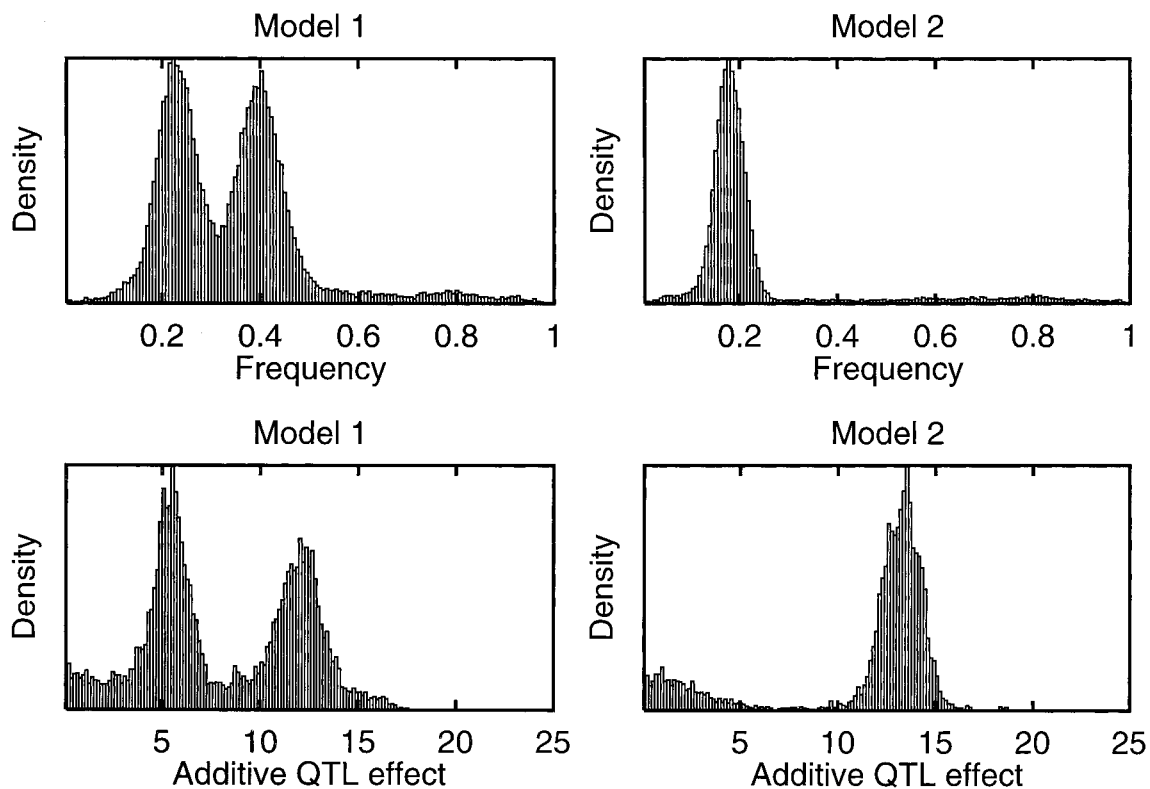 Model 1
Model 2
Density
Density
0.2 0.4 0.6 0.8 1
0.2 0.4 0.6 0.8 1
Frequency
Frequency
Model 1
Model 2
Density
Density
5 10 15 20 25
5 10 15 20 25
Additive QTL effect
Additive QTL effect